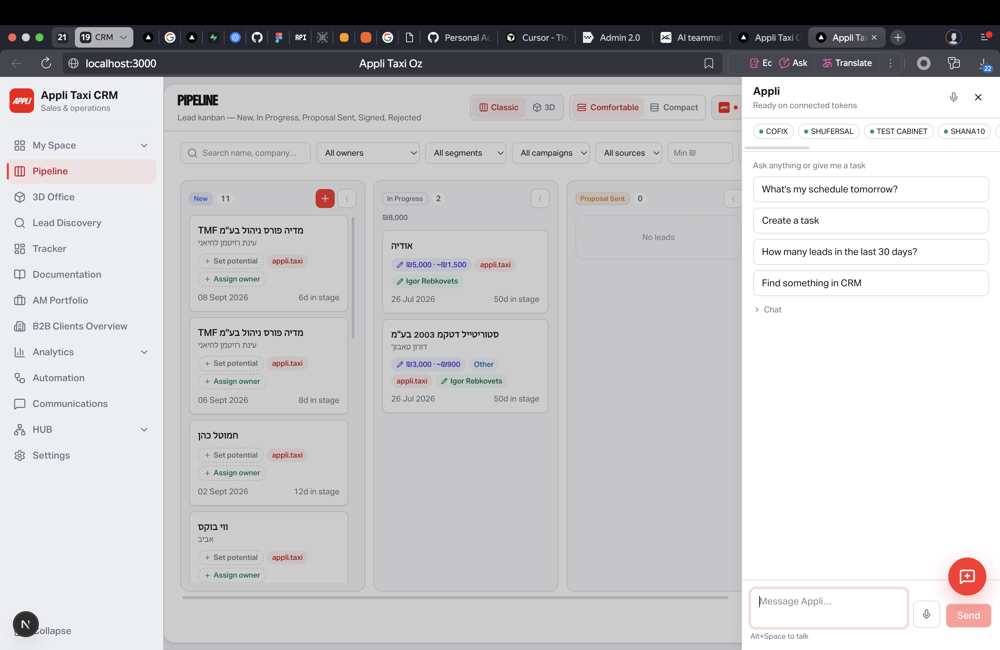 21
19 CRM
API
Personal Ac
Cursor - The
Admin 2.0
AI teammat
Appli Taxi C
Appli Tax
localhost:3000
Appli Taxi Oz
Ec
Ask
Translate
22
APPLI
Appli Taxi CRM
Sales & operations
My Space
Pipeline
3D Office
Lead Discovery
Tracker
Documentation
AM Portfolio
B2B Clients Overview
Analytics
Automation
Communications
HUB
Settings
N
Collapse
PIPELINE
Lead kanban — New, In Progress, Proposal Sent, Signed, Rejected
Classic
3D
Comfortable
Compact
APPLI
Search name, company...
All owners
All segments
All campaigns
All sources
Min ₪
New 11
TMF מדיה פורס ניהול בע"מ
עינת רויטמן לחיאני
+ Set potential appli.taxi
+ Assign owner
08 Sept 2026 6d in stage
TMF מדיה פורס ניהול בע"מ
עינת רויטמן לחיאני
+ Set potential appli.taxi
+ Assign owner
06 Sept 2026 8d in stage
חמוטל כהן
+ Set potential appli.taxi
+ Assign owner
02 Sept 2026 12d in stage
ווי בוקס
אביב
+ Set potential appli.taxi
+ Assign owner
In Progress 2
₪8,000
אודיה
₪5,000 · ~₪1,500 appli.taxi
Igor Rebkovets
26 Jul 2026 50d in stage
סטוריטייל דטקמ 2003 בע"מ
דורון טאבוך
₪3,000 · ~₪900 Other
appli.taxi Igor Rebkovets
26 Jul 2026 50d in stage
Proposal Sent 0
No leads
Appli
Ready on connected tokens
COFIX SHUFERSAL TEST CABINET SHANA10
Ask anything or give me a task
What's my schedule tomorrow?
Create a task
How many leads in the last 30 days?
Find something in CRM
Chat
Message Appli...
Send
Alt+Space to talk